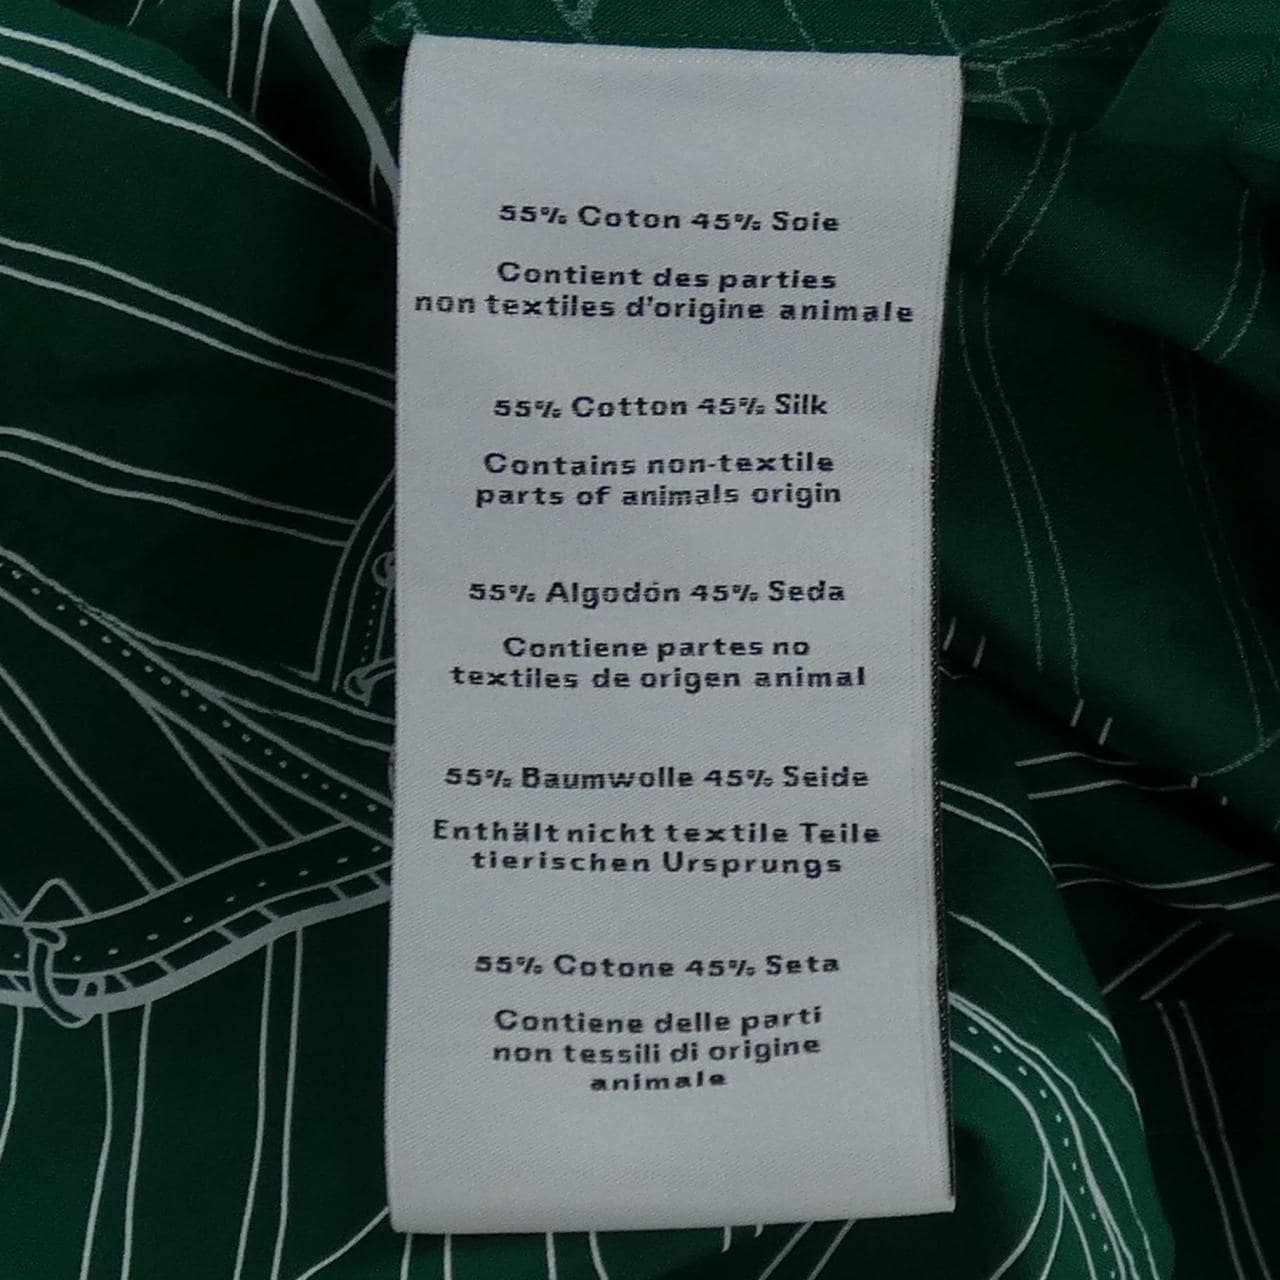 55% Coton 45% Soie
Contient des parties
non textiles d'origine animale
55% Cotton 45% Silk
Contains non-textile
parts of animals origin
55% Algodón 45% Seda
Contiene partes no
textiles de origen animal
55% Baumwolle 45% Seide
Enthält nicht textile Teile
tierischen Ursprungs
55% Cotone 45% Seta
Contiene delle parti
non tessili di origine
animale